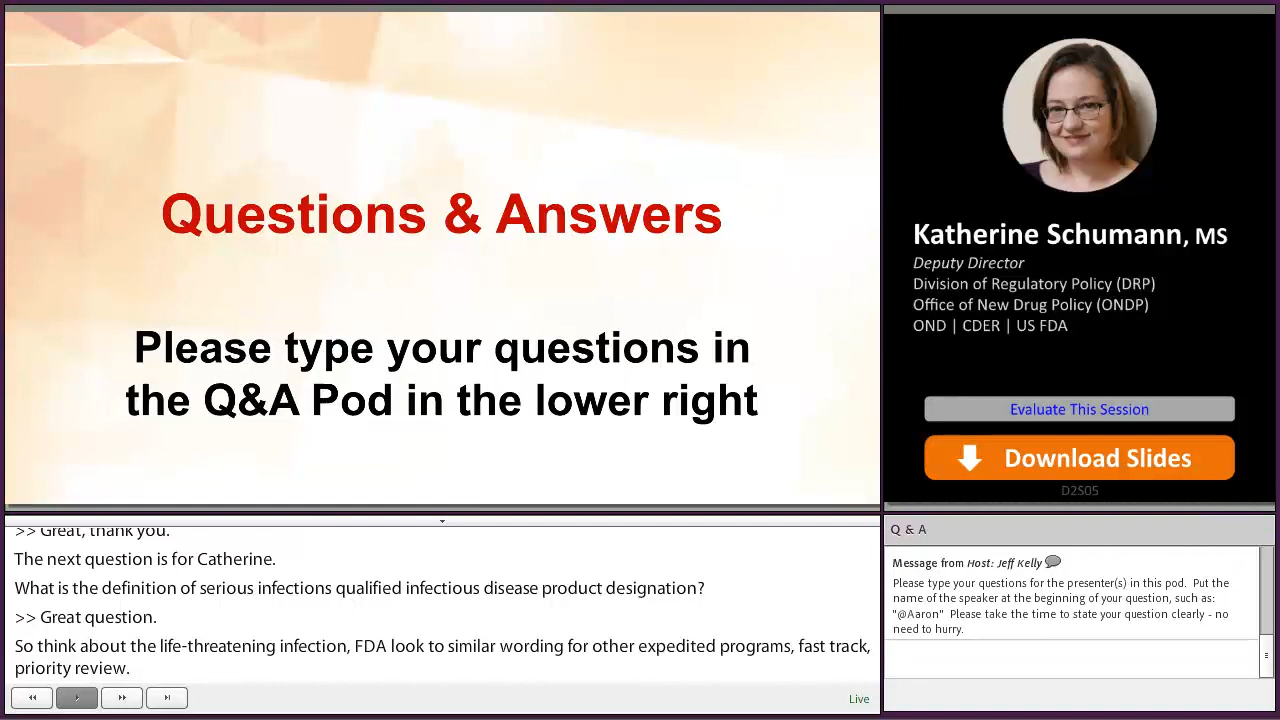 Questions & Answers
Please type your questions in
the Q&A Pod in the lower right
Katherine Schumann, MS
Deputy Director
Division of Regulatory Policy (DRP)
Office of New Drug Policy (ONDP)
OND | CDER | US FDA
Evaluate This Session
Download Slides
D2S05
>> Great, thank you.
The next question is for Catherine.
What is the definition of serious infections qualified infectious disease product designation?
>> Great question.
So think about the life-threatening infection, FDA look to similar wording for other expedited programs, fast track,
priority review.
Live
Q & A
Message from Host: Jeff Kelly
Please type your questions for the presenter(s) in this pod. Put the
name of the speaker at the beginning of your question, such as:
"@Aaron" Please take the time to state your question clearly - no
need to hurry.